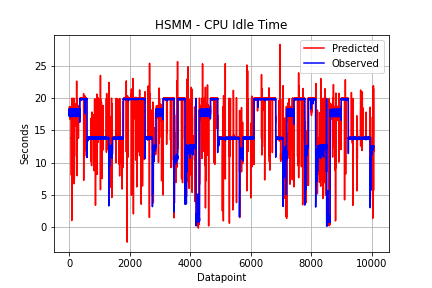 HSMM - CPU Idle Time
Predicted
Observed
Seconds
25
20
15
10
5
0
0
2000
4000
6000
8000
10000
Datapoint